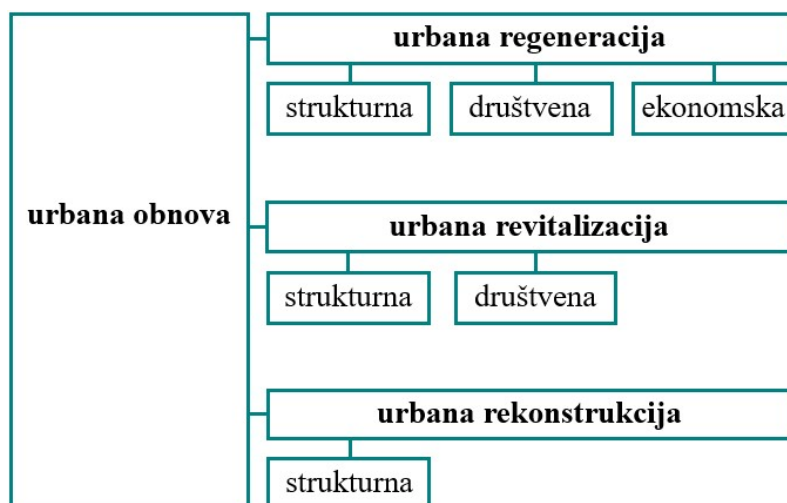 urbana obnova
urbana regeneracija
strukturna
društvena
ekonomska
urbana revitalizacija
strukturna
društvena
urbana rekonstrukcija
strukturna